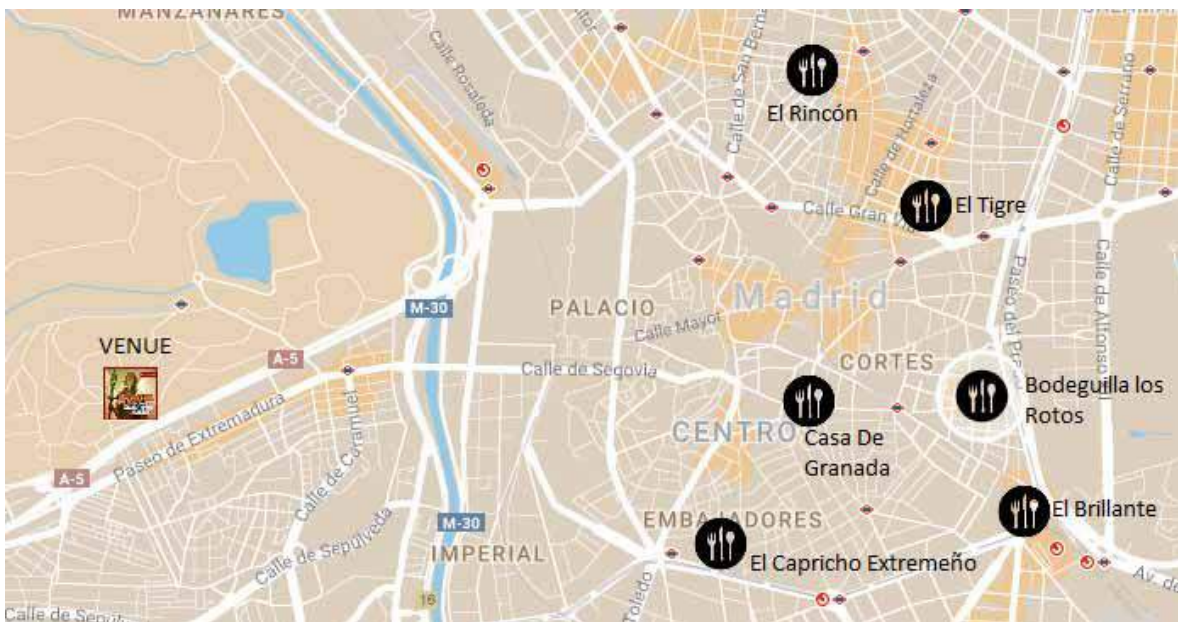 MANZANARES
Calle Rosaleda
Calle de San Bern
El Rincón
Calle de Hortaleza
Calle de Serrano
Calle Gran Vía
El Tigre
Madrid
M-30
PALACIO
Calle Mayor
Paseo del Prado
Calle de Alfonso
VENUE
A-5
Calle de Segovia
CORTES
Bodeguilla los
Rotos
Paseo de Extremadura
Calle de Caramuel
CENTRO
Casa De
Granada
A-5
M-30
EMBAJADORES
El Brillante
Calle de Sepúlveda
IMPERIAL
El Capricho Extremeño
Toledo
Av. de
16
Calle de Sepúl